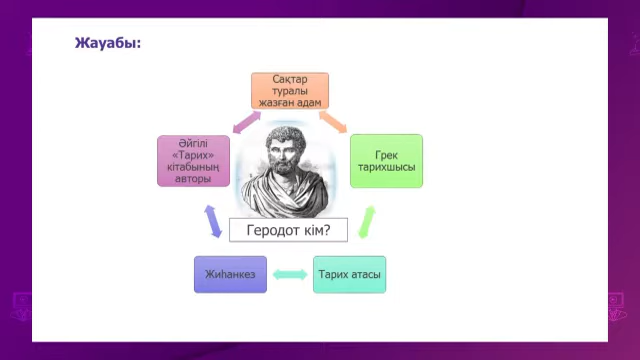 Жауабы:
Сақтар
туралы
жазған адам
Әйгілі
«Тарих»
кітабының
авторы
Грек
тарихшысы
Геродот кім?
Жиһанкез
Тарих атасы